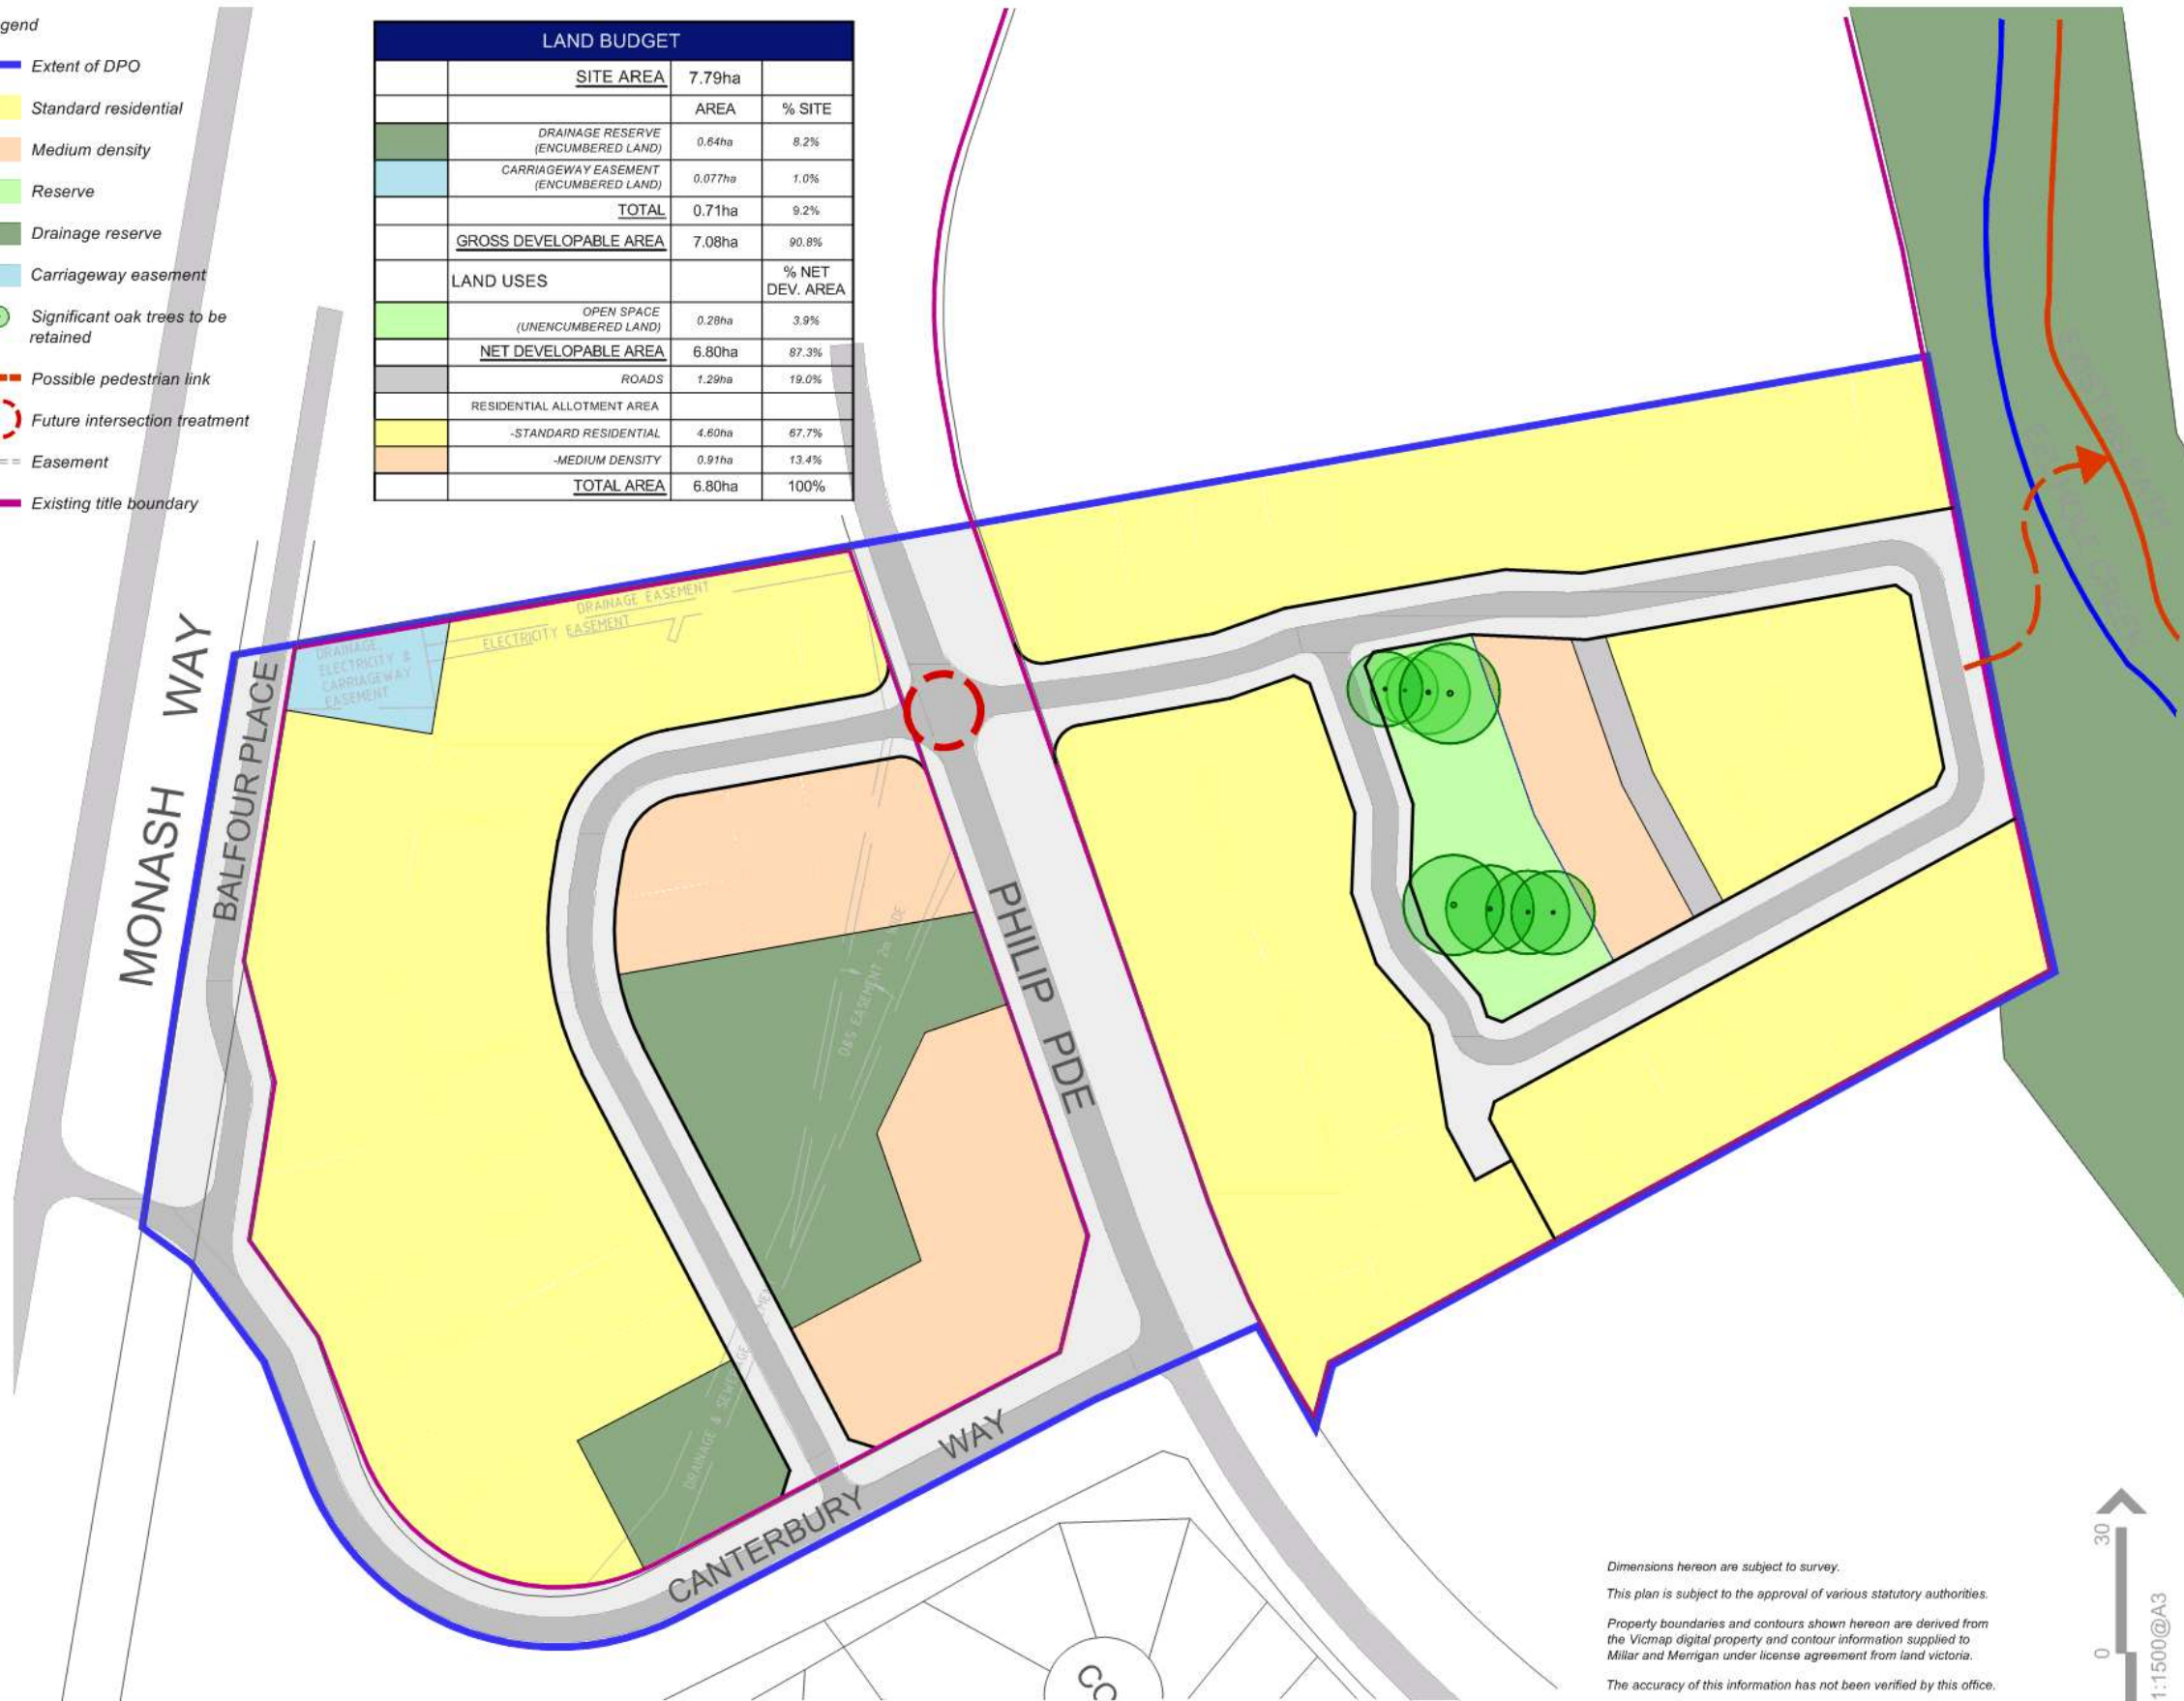 gend
Extent of DPO
Standard residential
Medium density
Reserve
Drainage reserve
Carriageway easement
Significant oak trees to be
retained
Possible pedestrian link
Future intersection treatment
Easement
Existing title boundary
LAND BUDGET
SITE AREA 7.79ha
AREA % SITE
DRAINAGE RESERVE
(ENCUMBERED LAND) 0.64ha 8.2%
CARRIAGEWAY EASEMENT
(ENCUMBERED LAND) 0.077ha 1.0%
TOTAL 0.71ha 9.2%
GROSS DEVELOPABLE AREA 7.08ha 90.8%
LAND USES % NET
DEV. AREA
OPEN SPACE
(UNENCUMBERED LAND) 0.28ha 3.9%
NET DEVELOPABLE AREA 6.80ha 87.3%
ROADS 1.29ha 19.0%
RESIDENTIAL ALLOTMENT AREA
-STANDARD RESIDENTIAL 4.60ha 67.7%
-MEDIUM DENSITY 0.91ha 13.4%
TOTAL AREA 6.80ha 100%
MONASH WAY
BALFOUR PLACE
DRAINAGE,
ELECTRICITY &
CARRIAGEWAY
EASEMENT
DRAINAGE EASEMENT
ELECTRICITY EASEMENT
D&S EASEMENT 2m WIDE
PHILIP PDE
DRAINAGE & SEWERAGE
CANTERBURY WAY
CO
Dimensions hereon are subject to survey.
This plan is subject to the approval of various statutory authorities.
Property boundaries and contours shown hereon are derived from
the Vicmap digital property and contour information supplied to
Millar and Merrigan under license agreement from land victoria.
The accuracy of this information has not been verified by this office.
30
0
1:1500@A3